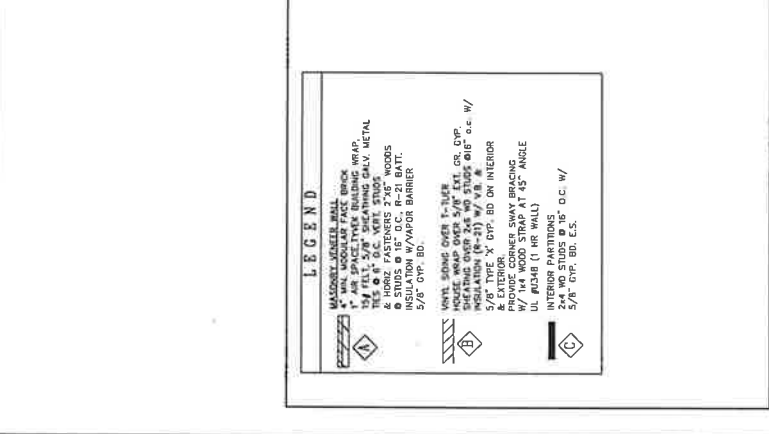 LEGEND
MASONRY VENEER WALL
4" MIN. MODULAR FACE BRICK
1" AIR SPACE, TYVEK BUILDING WRAP,
15# FELT, 5/8" SHEATHING GALV. METAL
TIES @ 6" O.C. VERT. STUDS
& HORIZ. FASTENERS 2"X6" WOODS
@ STUDS @ 16" O.C., R-21 BATT.
INSULATION W/VAPOR BARRIER
5/8" GYP. BD.
A
VINYL SIDING OVER
HOUSE WRAP OVER 5/8" EXT. GR. GYP.
SHEATING OVER 2x6 WD STUDS @16" o.c. W/
INSULATION (R-21) W/ V.B. &
5/8" TYPE 'X' GYP. BD ON INTERIOR
& EXTERIOR.
PROVIDE CORNER SWAY BRACING
W/ 1x4 WOOD STRAP AT 45° ANGLE
UL #U348 (1 HR WALL)
B
INTERIOR PARTITIONS
2x4 WD STUDS @ 16" O.C. W/
5/8" GYP. BD. E.S.
C